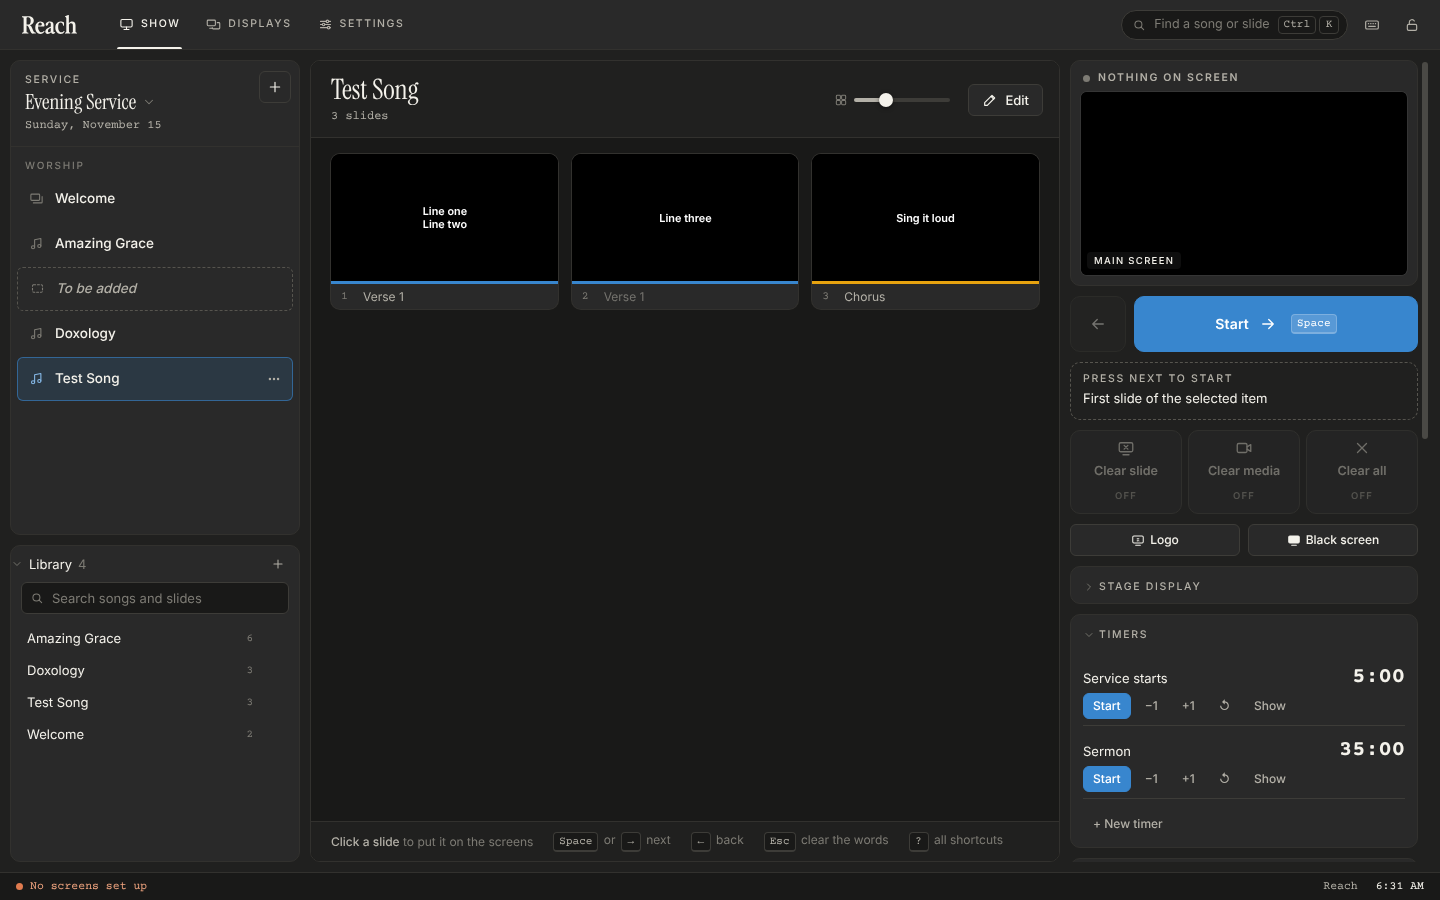 Reach
SHOW
DISPLAYS
SETTINGS
Find a song or slide
Ctrl K
SERVICE
Evening Service
Sunday, November 15
WORSHIP
Welcome
Amazing Grace
To be added
Doxology
Test Song
Library 4
Search songs and slides
Amazing Grace 6
Doxology 3
Test Song 3
Welcome 2
Test Song
3 slides
Edit
Line one
Line two
1 Verse 1
Line three
2 Verse 1
Sing it loud
3 Chorus
Click a slide to put it on the screens
Space or → next
← back
Esc clear the words
? all shortcuts
NOTHING ON SCREEN
MAIN SCREEN
←
Start → Space
PRESS NEXT TO START
First slide of the selected item
Clear slide
OFF
Clear media
OFF
Clear all
OFF
Logo
Black screen
STAGE DISPLAY
TIMERS
Service starts 5:00
Start −1 +1 Show
Sermon 35:00
Start −1 +1 Show
+ New timer
No screens set up
Reach 6:31 AM